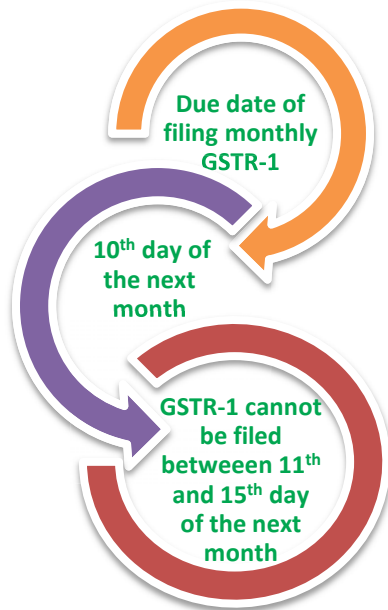 Due date of
filing monthly
GSTR-1
10th day of
the next
month
GSTR-1 cannot
be filed
betweeen 11th
and 15th day
of the next
month